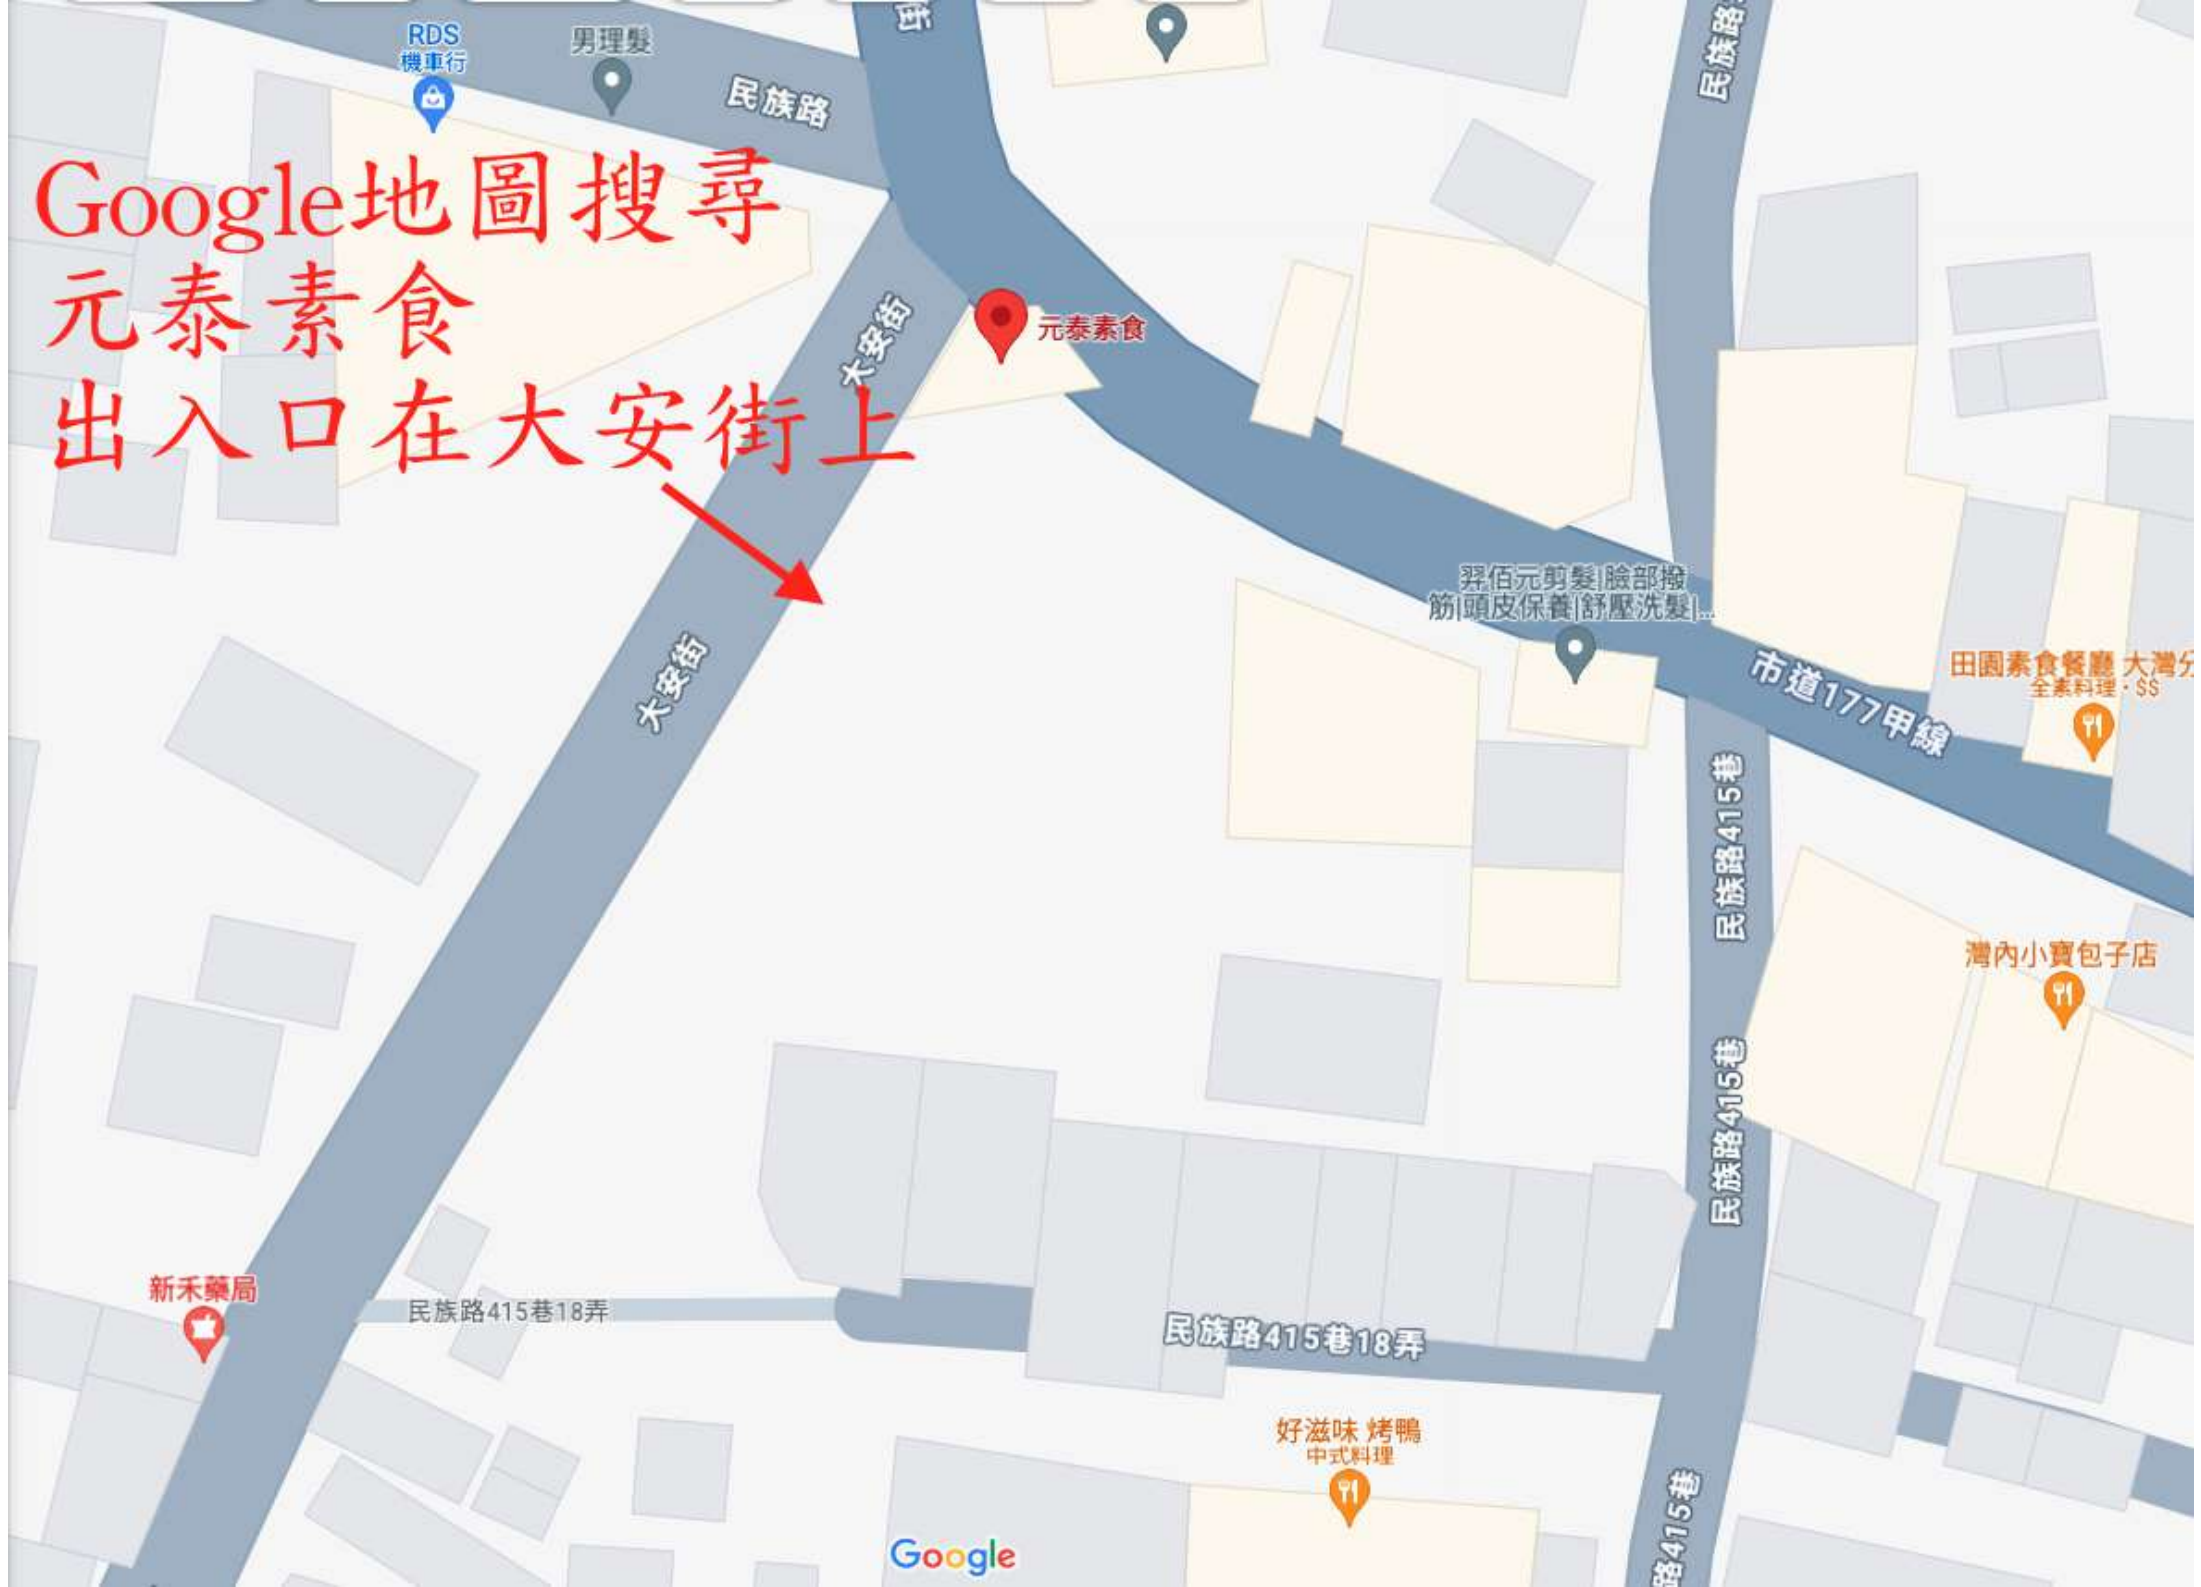 街
民族路
RDS
機車行
男理髮
民族路
Google地圖搜尋
元泰素食
出入口在大安街上
大安街
元泰素食
大安街
羿佰元剪髮|臉部撥
筋|頭皮保養|舒壓洗髮|...
市道177甲線
田園素食餐廳 大灣分
全素料理·$$
民族路415巷
灣內小寶包子店
民族路415巷
新禾藥局
民族路415巷18弄
民族路415巷18弄
好滋味 烤鴨
中式料理
路415巷
Google